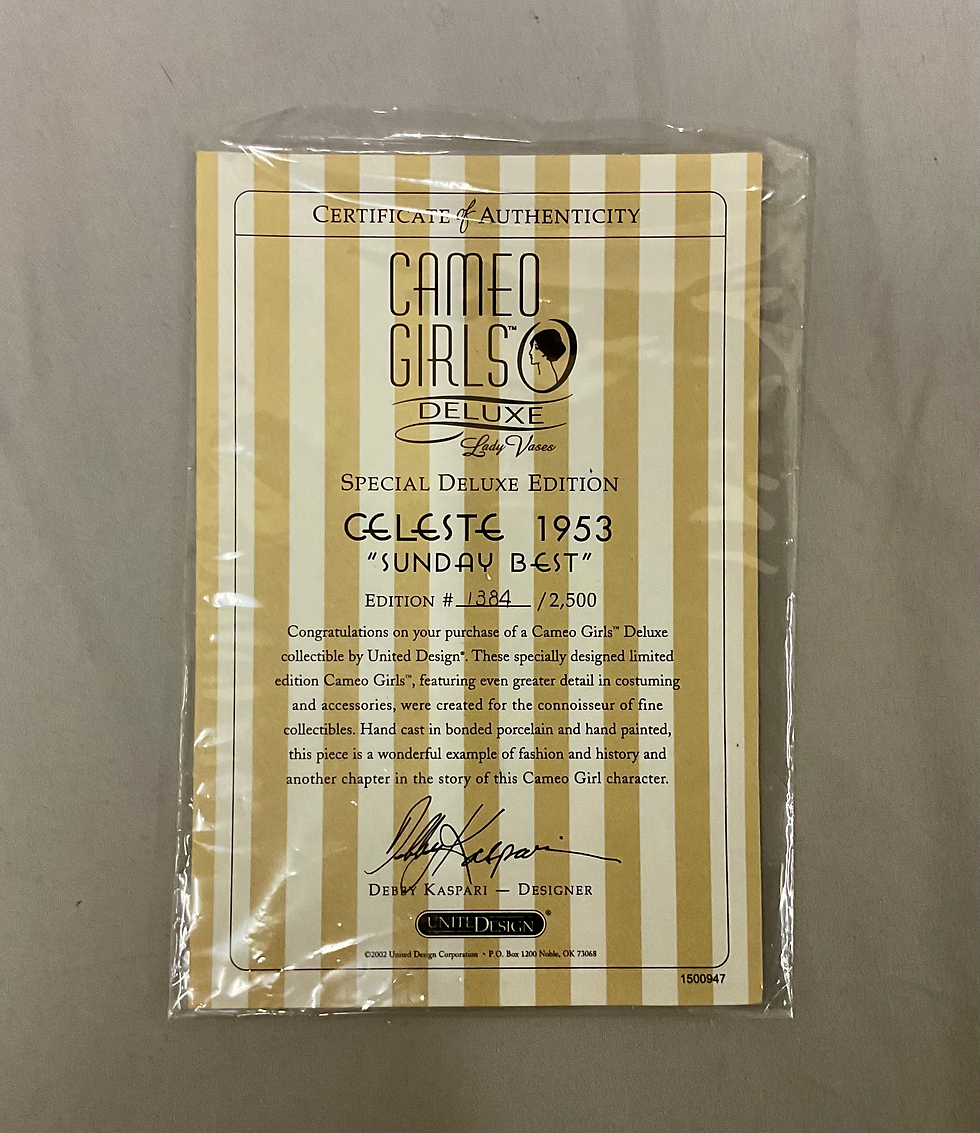 CERTIFICATE of AUTHENTICITY
CAMEO
GIRLS™
DELUXE
Lady Vases
SPECIAL DELUXE EDITION
CELESTE 1953
"SUNDAY BEST"
EDITION # 1384 /2,500
Congratulations on your purchase of a Cameo Girls™ Deluxe
collectible by United Design®. These specially designed limited
edition Cameo Girls™, featuring even greater detail in costuming
and accessories, were created for the connoisseur of fine
collectibles. Hand cast in bonded porcelain and hand painted,
this piece is a wonderful example of fashion and history and
another chapter in the story of this Cameo Girl character.
Debby Kaspari
DEBBY KASPARI — DESIGNER
UNITEDESIGN®
©2002 United Design Corporation • P.O. Box 1200 Noble, OK 73068
1500947